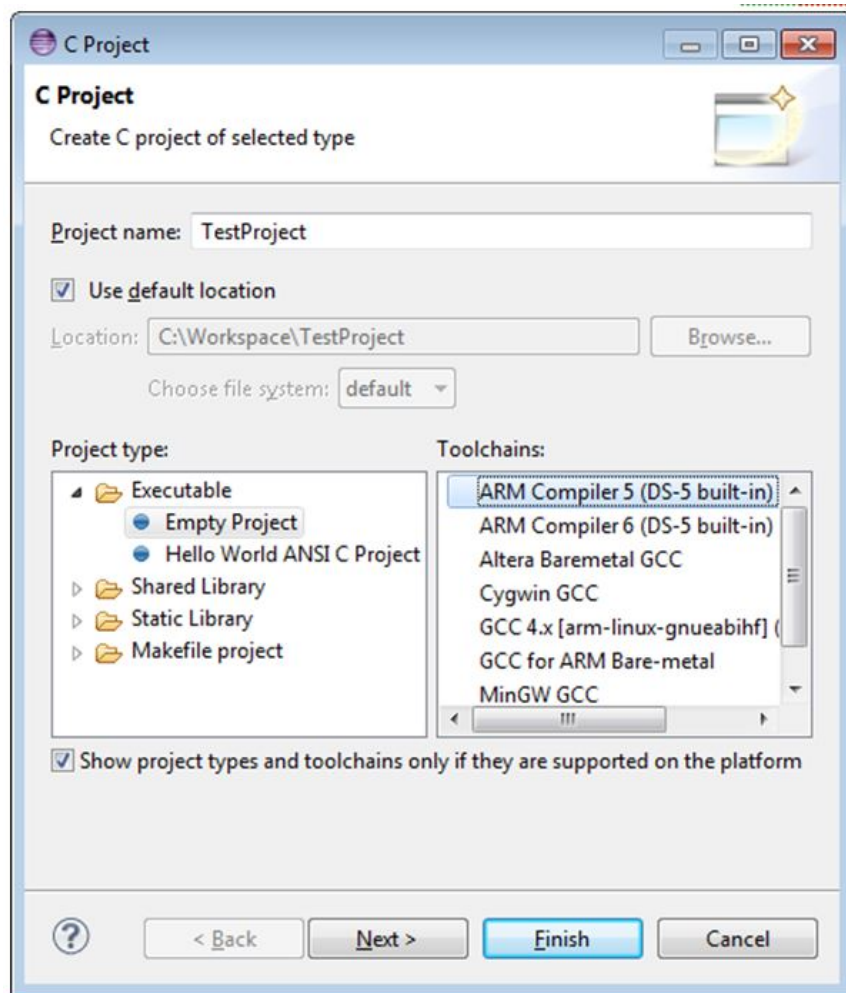 C Project
C Project
Create C project of selected type
Project name: TestProject
Use default location
Location: C:\Workspace\TestProject Browse...
Choose file system: default
Project type:
Executable
Empty Project
Hello World ANSI C Project
Shared Library
Static Library
Makefile project
Toolchains:
ARM Compiler 5 (DS-5 built-in)
ARM Compiler 6 (DS-5 built-in)
Altera Baremetal GCC
Cygwin GCC
GCC 4.x [arm-linux-gnueabihf] (
GCC for ARM Bare-metal
MinGW GCC
Show project types and toolchains only if they are supported on the platform
? < Back Next > Finish Cancel